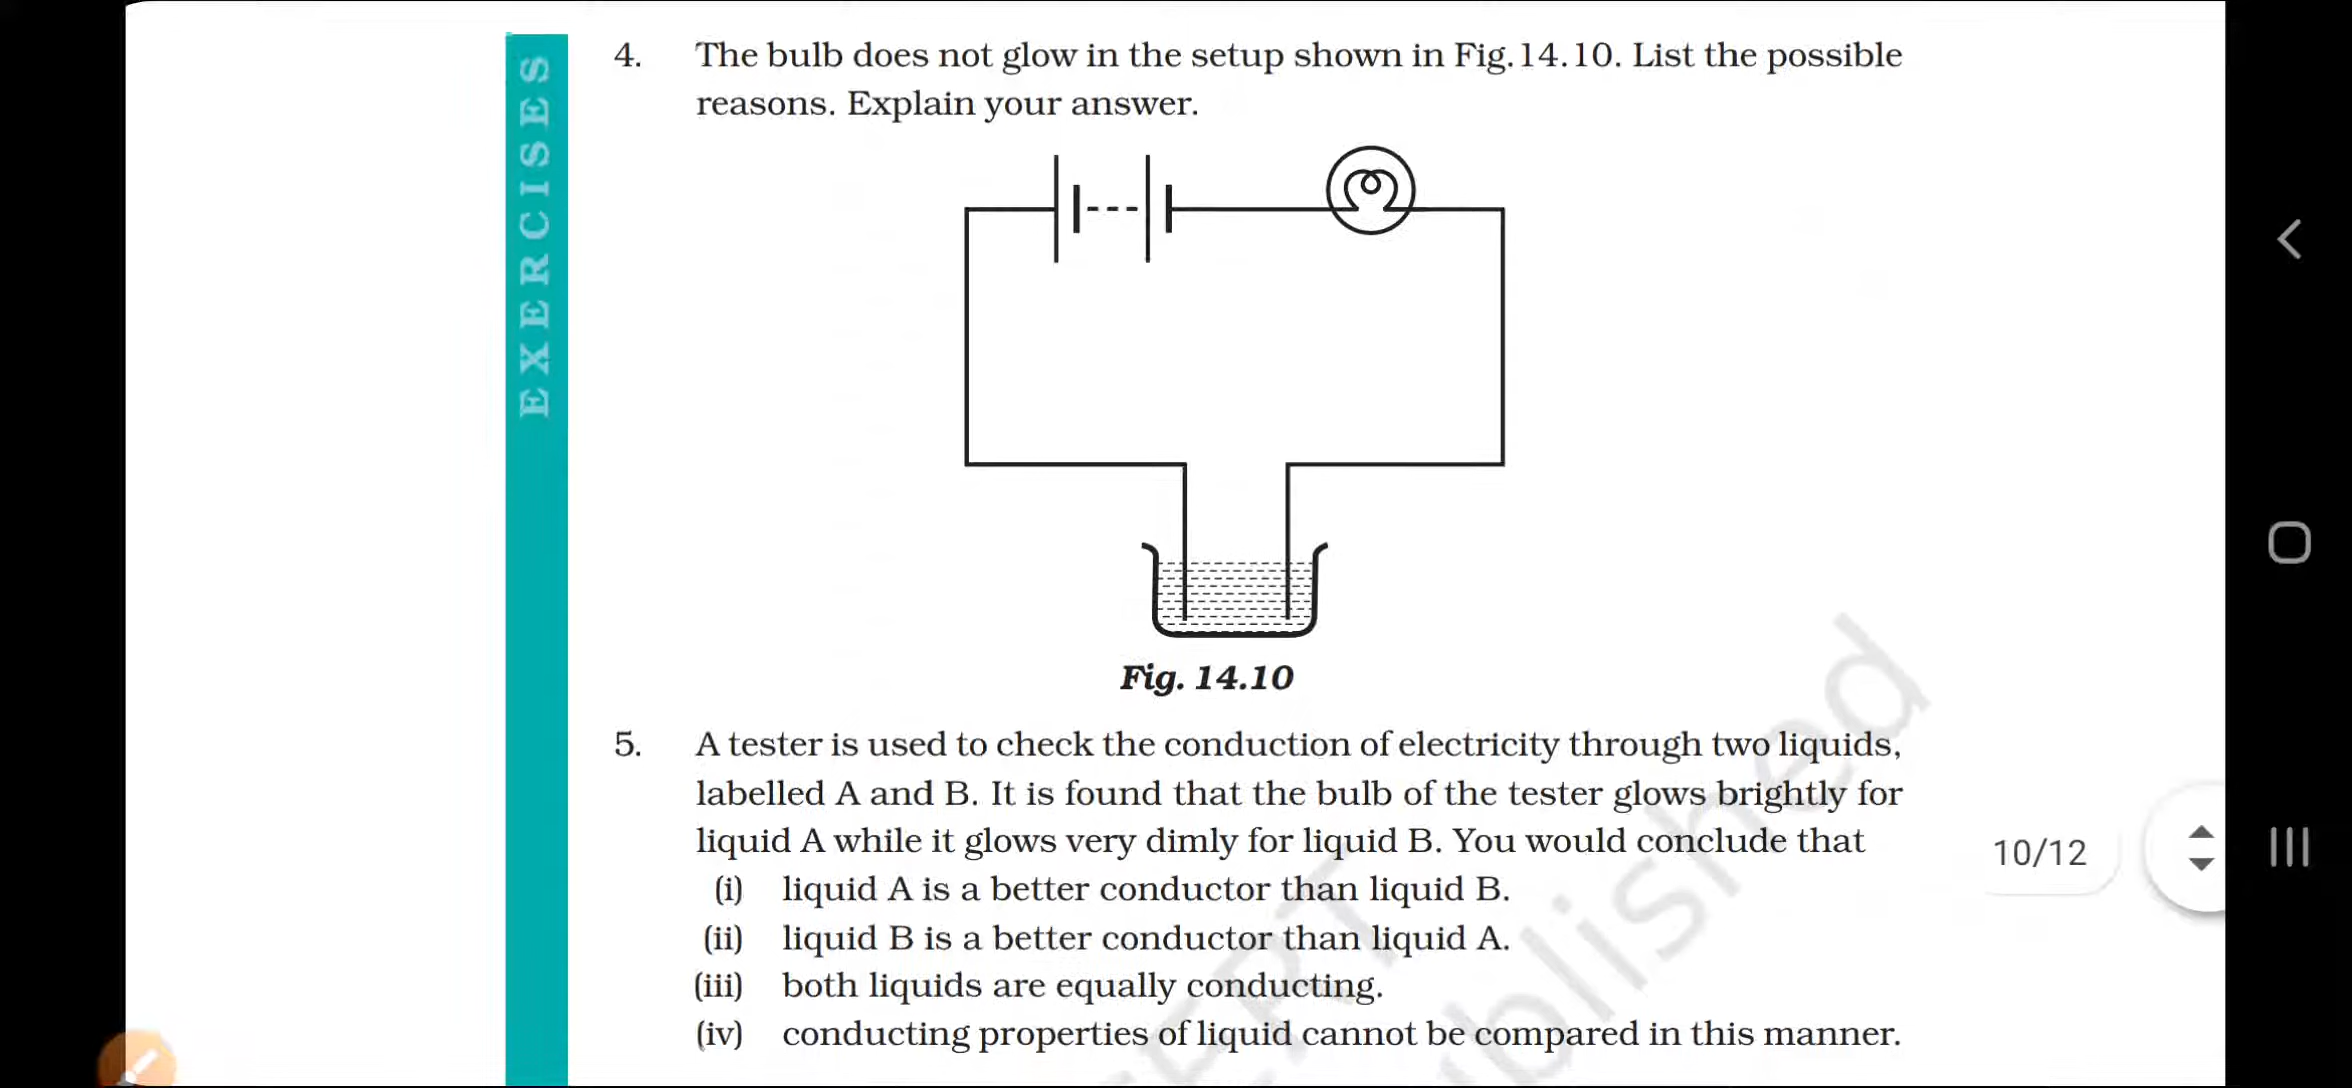 EXERCISES
4. The bulb does not glow in the setup shown in Fig.14.10. List the possible
reasons. Explain your answer.
Fig. 14.10
5. A tester is used to check the conduction of electricity through two liquids,
labelled A and B. It is found that the bulb of the tester glows brightly for
liquid A while it glows very dimly for liquid B. You would conclude that
(i) liquid A is a better conductor than liquid B.
(ii) liquid B is a better conductor than liquid A.
(iii) both liquids are equally conducting.
(iv) conducting properties of liquid cannot be compared in this manner.
10/12